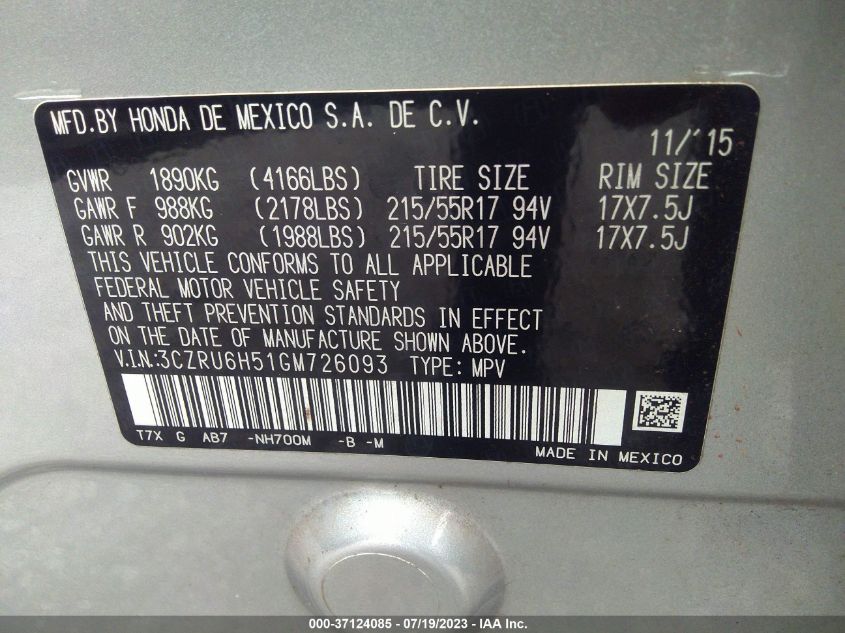 MFD.BY HONDA DE MEXICO S.A. DE C.V.
11/'15
GVWR 1890KG (4166LBS) TIRE SIZE RIM SIZE
GAWR F 988KG (2178LBS) 215/55R17 94V 17X7.5J
GAWR R 902KG (1988LBS) 215/55R17 94V 17X7.5J
THIS VEHICLE CONFORMS TO ALL APPLICABLE
FEDERAL MOTOR VEHICLE SAFETY
AND THEFT PREVENTION STANDARDS IN EFFECT
ON THE DATE OF MANUFACTURE SHOWN ABOVE.
V.I.N.:3CZRU6H51GM726093 TYPE: MPV
T7X G AB7 -NH700M -B -M
MADE IN MEXICO
000-37124085 - 07/19/2023 - IAA Inc.